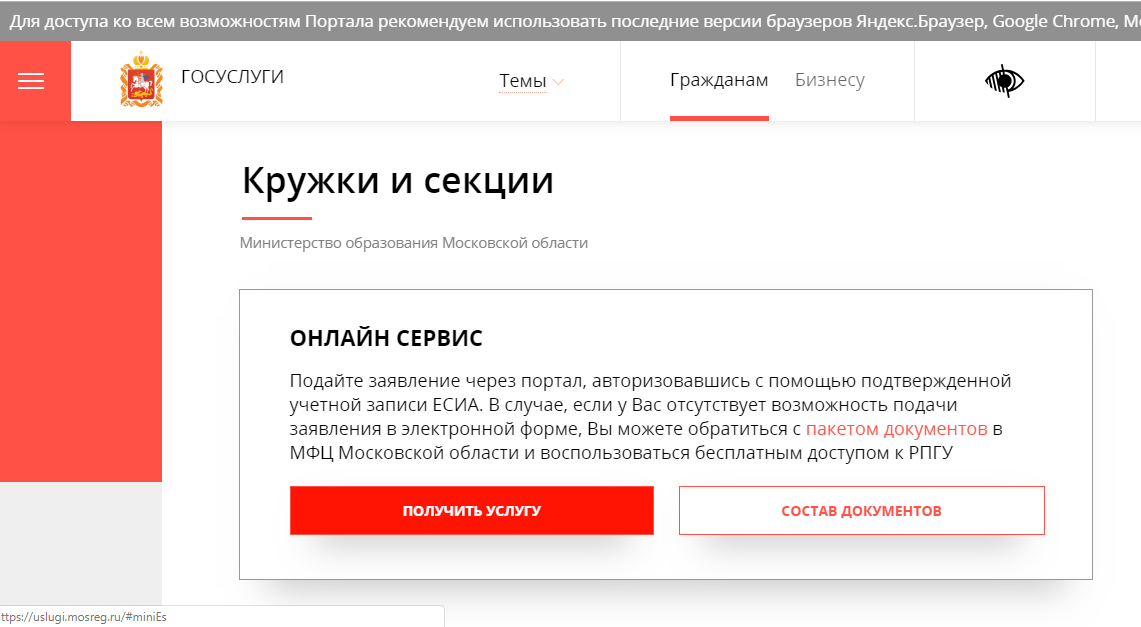 Для доступа ко всем возможностям Портала рекомендуем использовать последние версии браузеров Яндекс.Браузер, Google Chrome,
ГОСУСЛУГИ
Темы
Гражданам
Бизнесу
Кружки и секции
Министерство образования Московской области
ОНЛАЙН СЕРВИС
Подайте заявление через портал, авторизовавшись с помощью подтвержденной
учетной записи ЕСИА. В случае, если у Вас отсутствует возможность подачи
заявления в электронной форме, Вы можете обратиться с пакетом документов в
МФЦ Московской области и воспользоваться бесплатным доступом к РПГУ
ПОЛУЧИТЬ УСЛУГУ
СОСТАВ ДОКУМЕНТОВ
ttps://uslugi.mosreg.ru/#miniEs